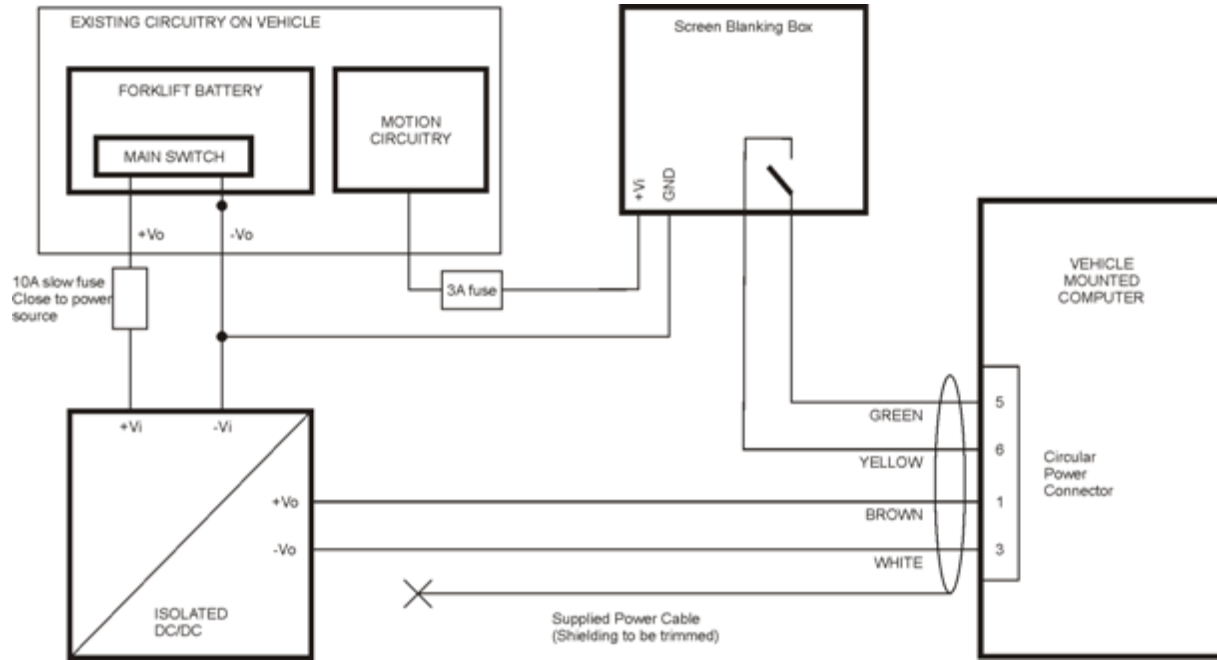 EXISTING CIRCUITRY ON VEHICLE
FORKLIFT BATTERY
MAIN SWITCH
MOTION
CIRCUITRY
+Vo
-Vo
10A slow fuse
Close to power
source
3A fuse
Screen Blanking Box
+Vi
GND
VEHICLE
MOUNTED
COMPUTER
+Vi
-Vi
+Vo
-Vo
ISOLATED
DC/DC
GREEN
5
YELLOW
6
BROWN
1
WHITE
3
Circular
Power
Connector
Supplied Power Cable
(Shielding to be trimmed)